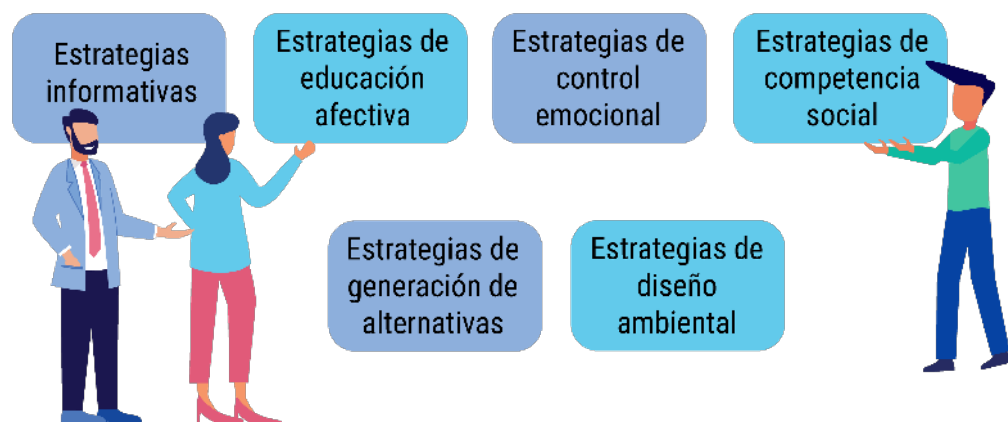 Estrategias
informativas
Estrategias de
educación
afectiva
Estrategias de
control
emocional
Estrategias de
competencia
social
Estrategias de
generación de
alternativas
Estrategias de
diseño
ambiental